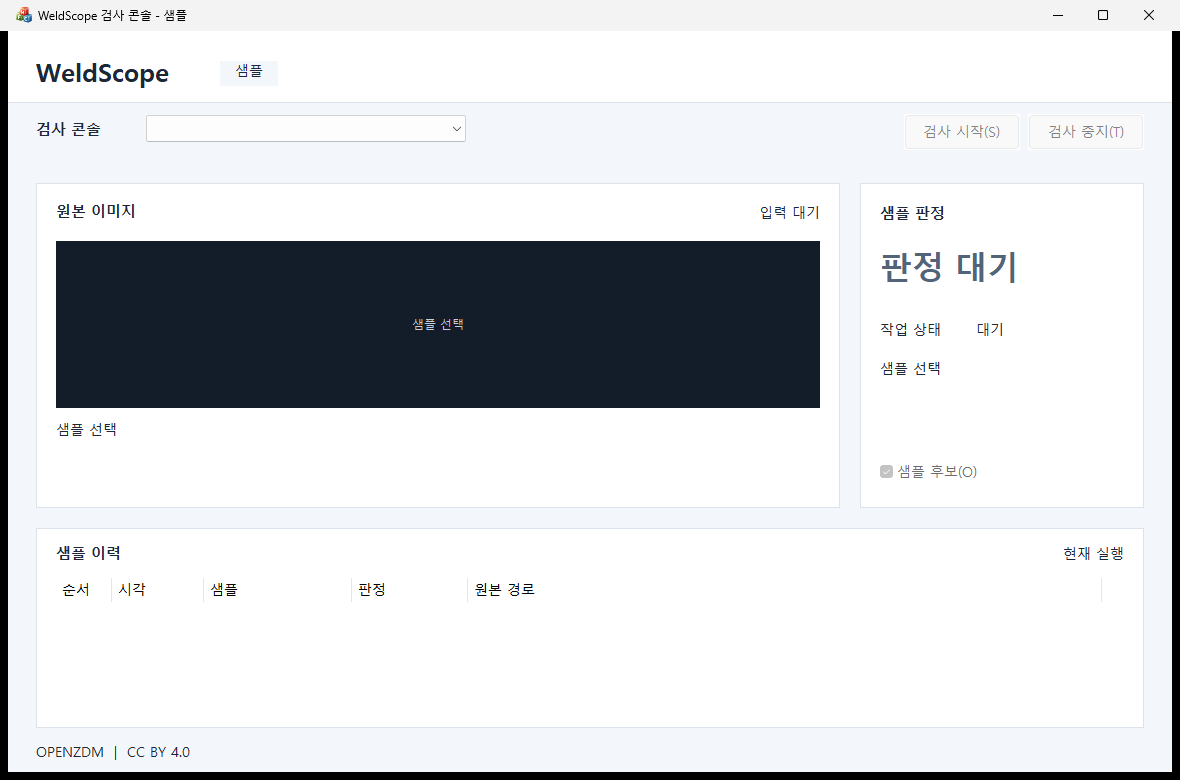 WeldScope 검사 콘솔 - 샘플
WeldScope
샘플
검사 콘솔
검사 시작(S)
검사 중지(T)
원본 이미지
입력 대기
샘플 선택
샘플 선택
샘플 판정
판정 대기
작업 상태 대기
샘플 선택
샘플 후보(O)
샘플 이력
현재 실행
순서 시각 샘플 판정 원본 경로
OPENZDM | CC BY 4.0